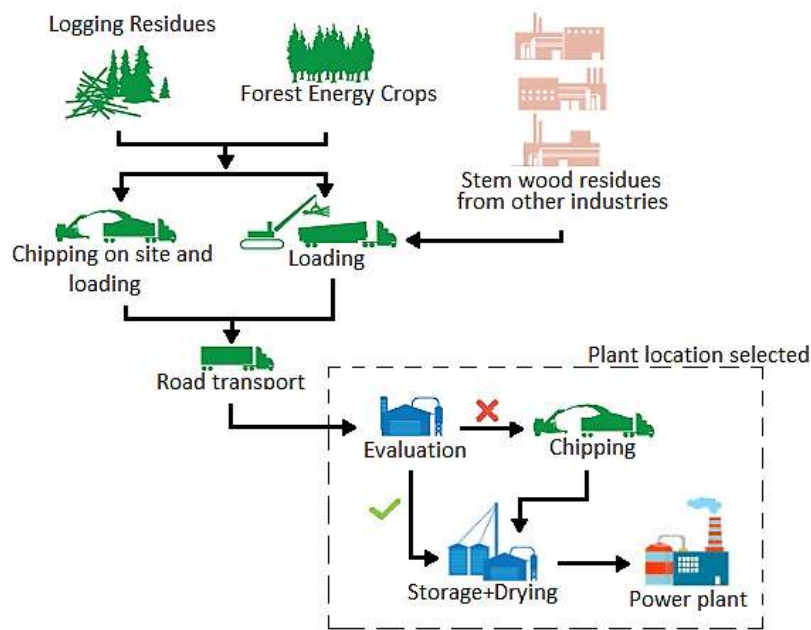 Logging Residues
Forest Energy Crops
Stem wood residues
from other industries
Chipping on site and
loading
Loading
Road transport
Plant location selected
Evaluation
Chipping
Storage+Drying
Power plant